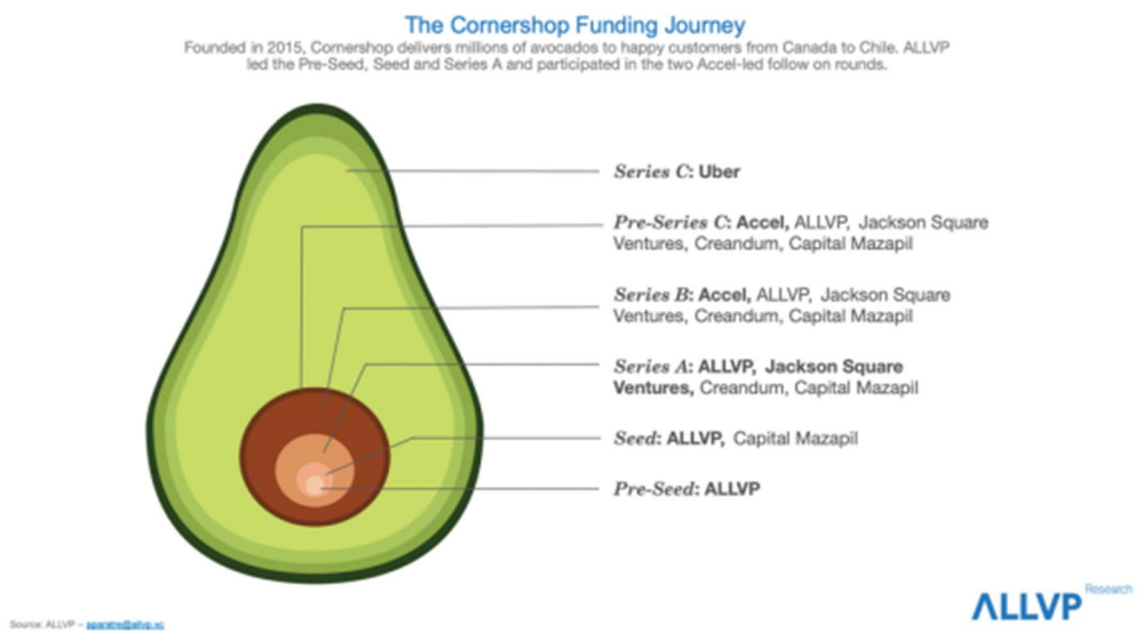 The Cornershop Funding Journey
Founded in 2015, Cornershop delivers millions of avocados to happy customers from Canada to Chile. ALLVP
led the Pre-Seed, Seed and Series A and participated in the two Accel-led follow on rounds.
Series C: Uber
Pre-Series C: Accel, ALLVP, Jackson Square
Ventures, Creandum, Capital Mazapil
Series B: Accel, ALLVP, Jackson Square
Ventures, Creandum, Capital Mazapil
Series A: ALLVP, Jackson Square
Ventures, Creandum, Capital Mazapil
Seed: ALLVP, Capital Mazapil
Pre-Seed: ALLVP
ALLVP Research
Source: ALLVP –